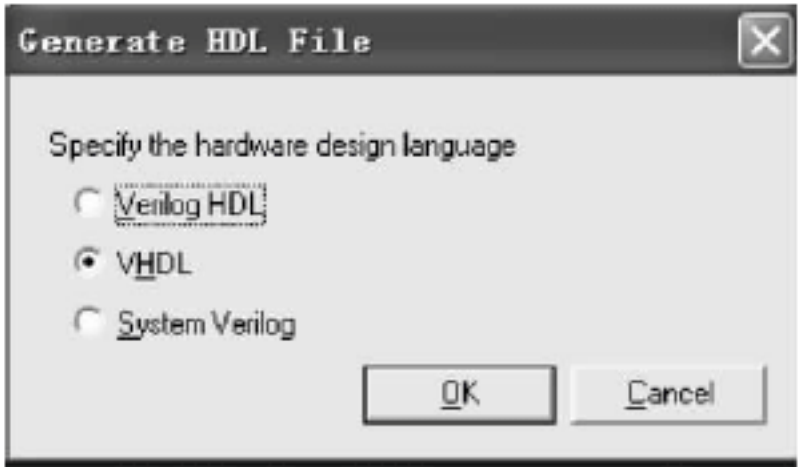 Generate HDL File
Specify the hardware design language
Verilog HDL
VHDL
System Verilog
OK Cancel